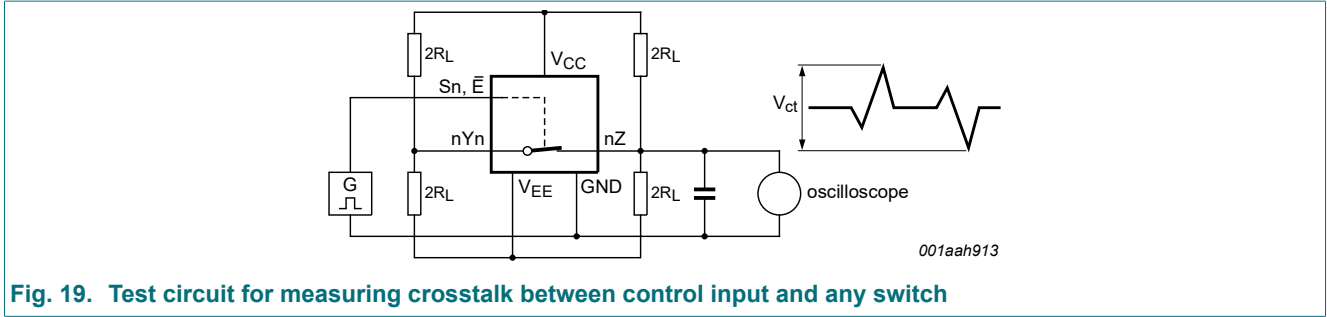 2RL
VCC
2RL
Sn, E̅
Vct
nYn
nZ
G
2RL
VEE
GND
2RL
oscilloscope
001aah913
Fig. 19. Test circuit for measuring crosstalk between control input and any switch